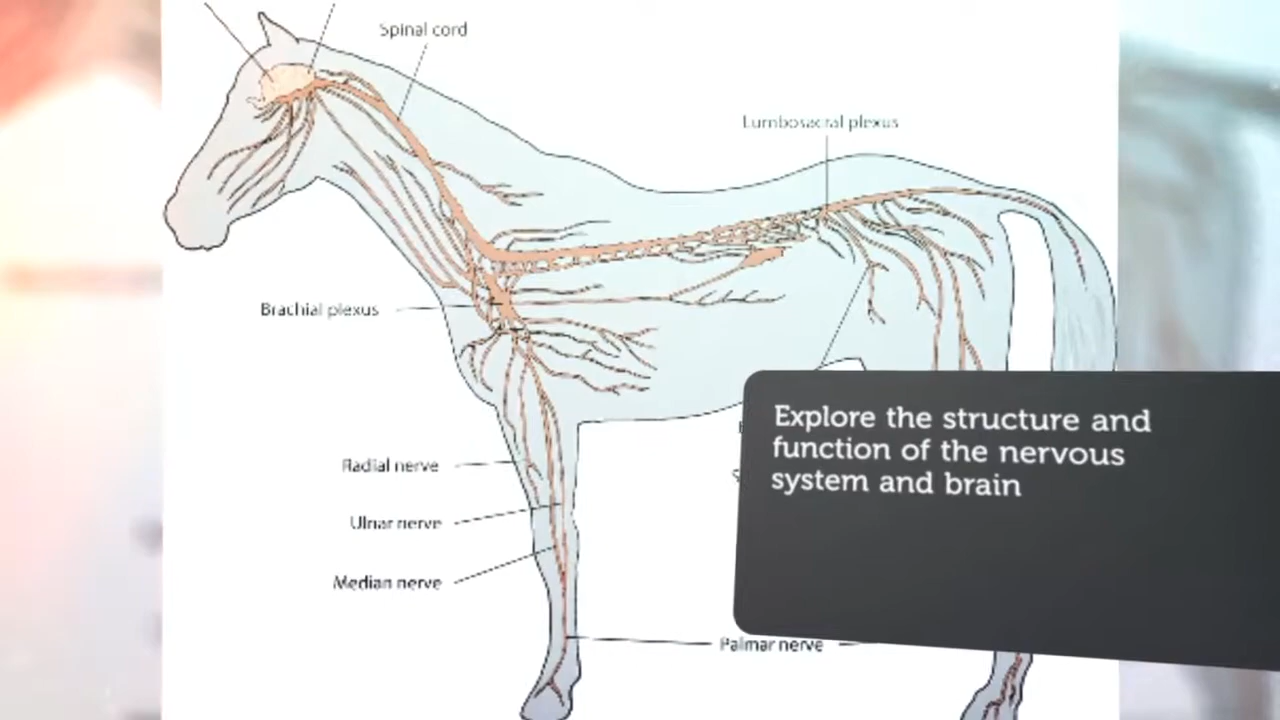 Spinal cord
Lumbosacral plexus
Brachial plexus
Explore the structure and
function of the nervous
system and brain
Radial nerve
Ulnar nerve
Median nerve
Palmar nerve